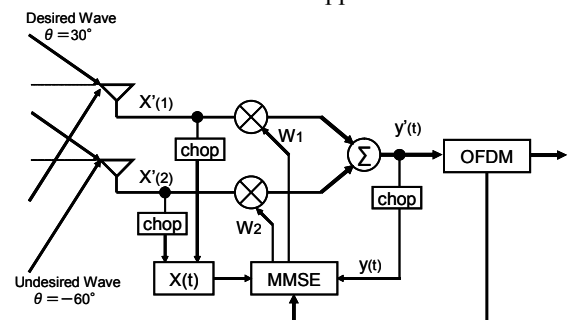 Desired Wave
θ=30°
X'(1)
W1
chop
y'(t)
Σ
OFDM
X'(2)
chop
chop
W2
Undesired Wave
θ=-60°
X(t)
MMSE
y(t)